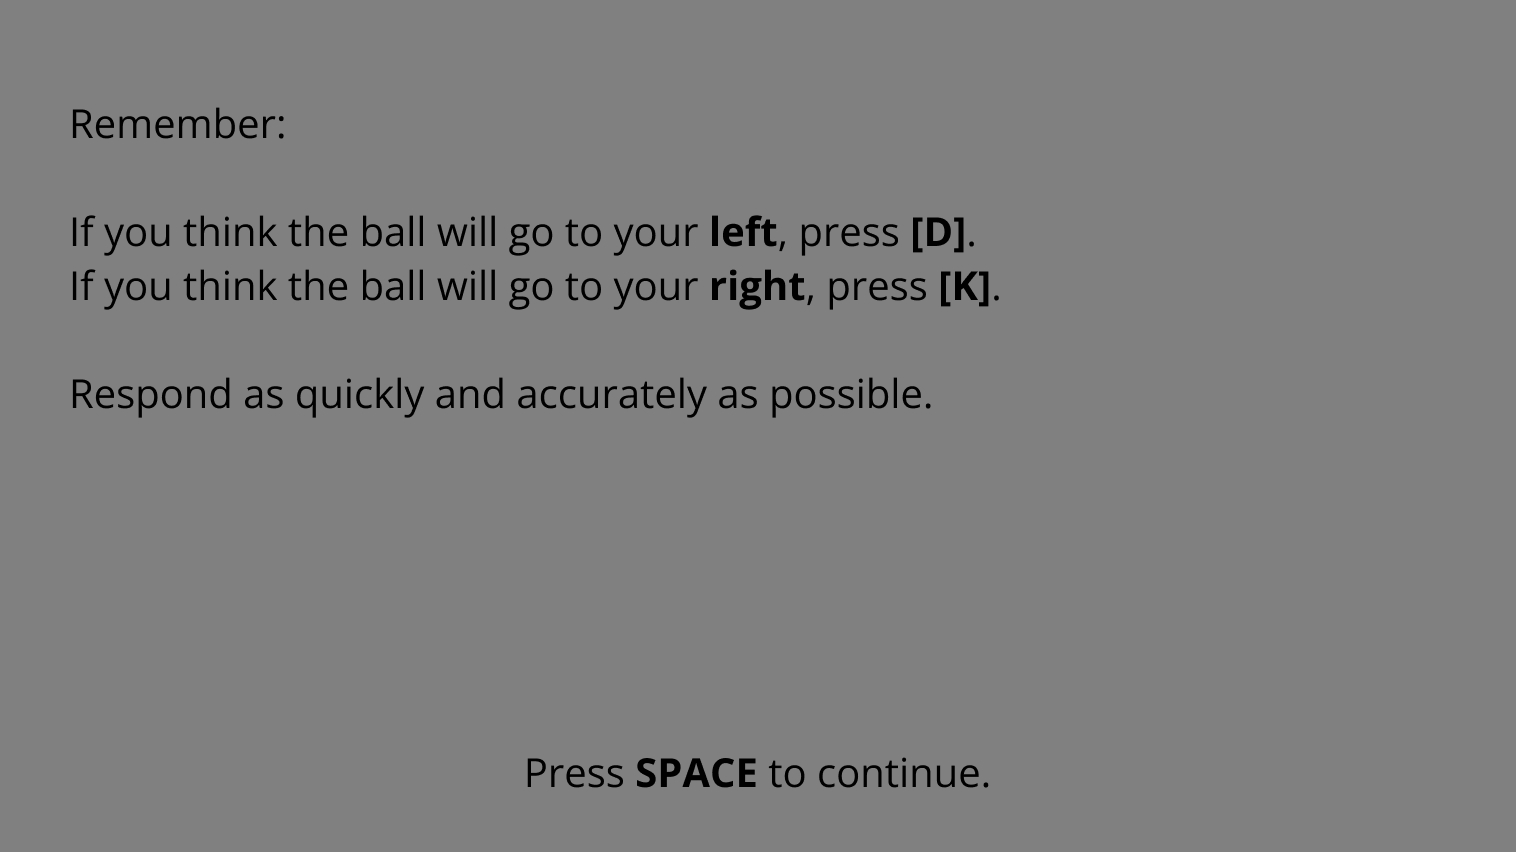 Remember:
If you think the ball will go to your left, press [D].
If you think the ball will go to your right, press [K].
Respond as quickly and accurately as possible.
Press SPACE to continue.